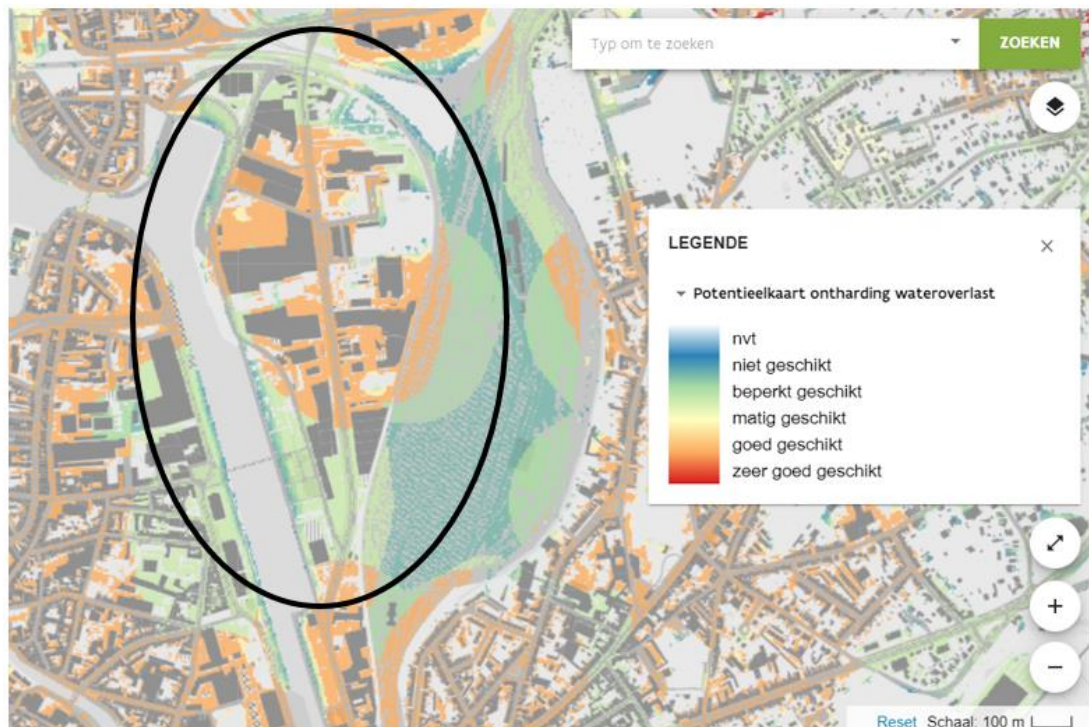 Typ om te zoeken
ZOEKEN
LEGENDE
Potentieelkaart ontharding wateroverlast
nvt
niet geschikt
beperkt geschikt
matig geschikt
goed geschikt
zeer goed geschikt
Reset Schaal: 100 m